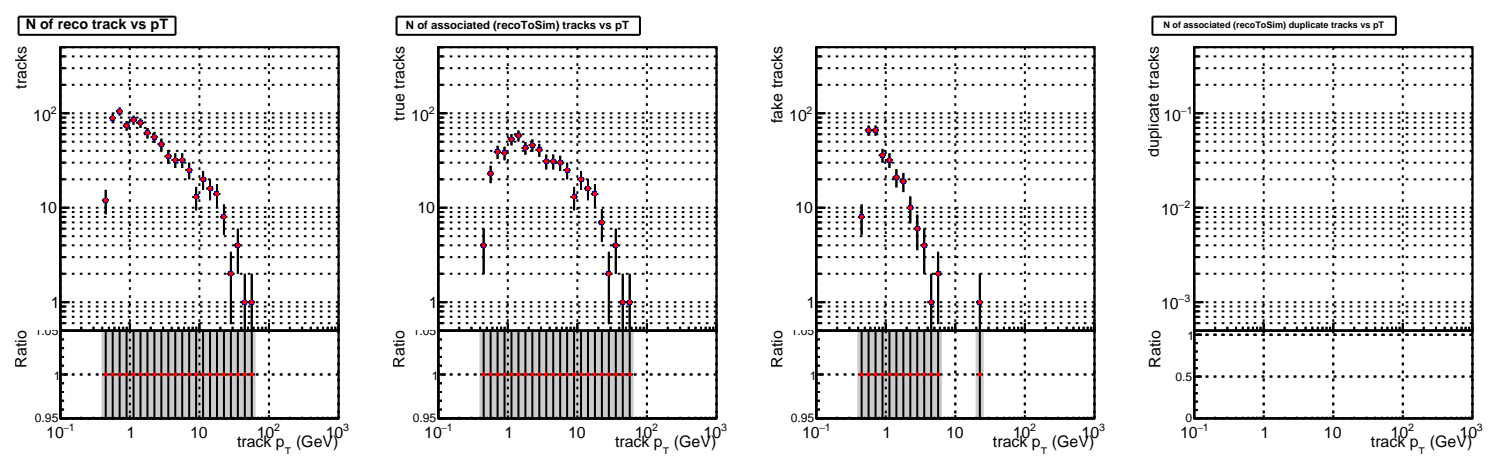 N of reco track vs pT
tracks
10²
10
1
Ratio
1.05
1
0.95
10⁻¹ 1 10 10² 10³
track p_T (GeV)
N of associated (recoToSim) tracks vs pT
true tracks
10²
10
1
Ratio
1.05
1
0.95
10⁻¹ 1 10 10² 10³
track p_T (GeV)
fake tracks
10²
10
1
Ratio
1.05
1
0.95
10⁻¹ 1 10 10² 10³
track p_T (GeV)
N of associated (recoToSim) duplicate tracks vs pT
duplicate tracks
10⁻¹
10⁻²
10⁻³
Ratio
1
0.5
0
10⁻¹ 1 10 10² 10³
track p_T (GeV)